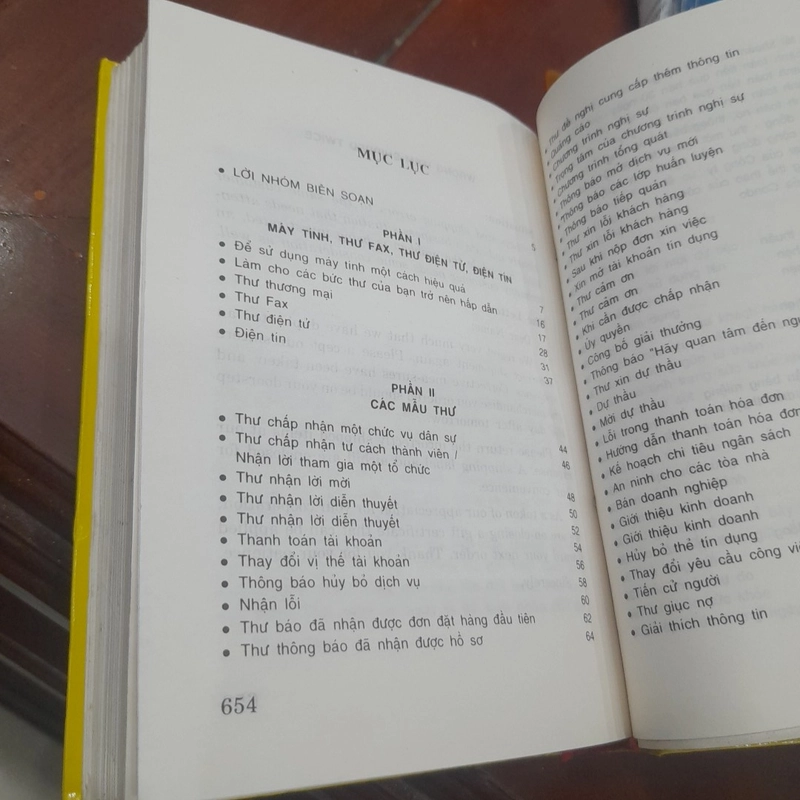 MỤC LỤC
• LỜI NHÓM BIÊN SOẠN 5
PHẦN I
MÁY TÍNH, THƯ FAX, THƯ ĐIỆN TỬ, ĐIỆN TÍN
• Để sử dụng máy tính một cách hiệu quả 7
• Làm cho các bức thư của bạn trở nên hấp dẫn 16
• Thư thương mại 17
• Thư Fax 28
• Thư điện tử 31
• Điện tín 37
PHẦN II
CÁC MẪU THƯ
• Thư chấp nhận một chức vụ dân sự 44
• Thư chấp nhận tư cách thành viên / 46
Nhận lời tham gia một tổ chức
• Thư nhận lời mời 48
• Thư nhận lời diễn thuyết 50
• Thư nhận lời diễn thuyết 52
• Thanh toán tài khoản 54
• Thay đổi vị thế tài khoản 56
• Thông báo hủy bỏ dịch vụ 58
• Nhận lỗi 60
• Thư báo đã nhận được đơn đặt hàng đầu tiên 62
• Thư thông báo đã nhận được hồ sơ 64
654
• Thư đề nghị cung cấp thêm thông tin
• Quảng cáo
• Chương trình nghị sự
• Trọng tâm của chương trình nghị sự
• Chương trình tổng quát
• Thông báo mở dịch vụ mới
• Thông báo các lớp huấn luyện
• Thông báo tiếp quản
• Thư xin lỗi khách hàng
• Thư xin lỗi khách hàng
• Sau khi nộp đơn xin việc
• Xin mở tài khoản tín dụng
• Thư cảm ơn
• Thư cảm ơn
• Khi cần được chấp nhận
• Ủy quyền
• Công bố giải thưởng
• Thông báo "Hãy quan tâm đến
• Thư xin dự thầu
• Dự thầu
• Mời dự thầu
• Lỗi trong thanh toán hóa đơn
• Hướng dẫn thanh toán hóa đơn
• Kế hoạch chi tiêu ngân sách
• An ninh cho các tòa nhà
• Bán doanh nghiệp
• Giới thiệu kinh doanh
• Giới thiệu kinh doanh
• Hủy bỏ thẻ tín dụng
• Thay đổi yêu cầu công
• Tiến cử người
• Thư giục nợ
• Giải thích thông tin